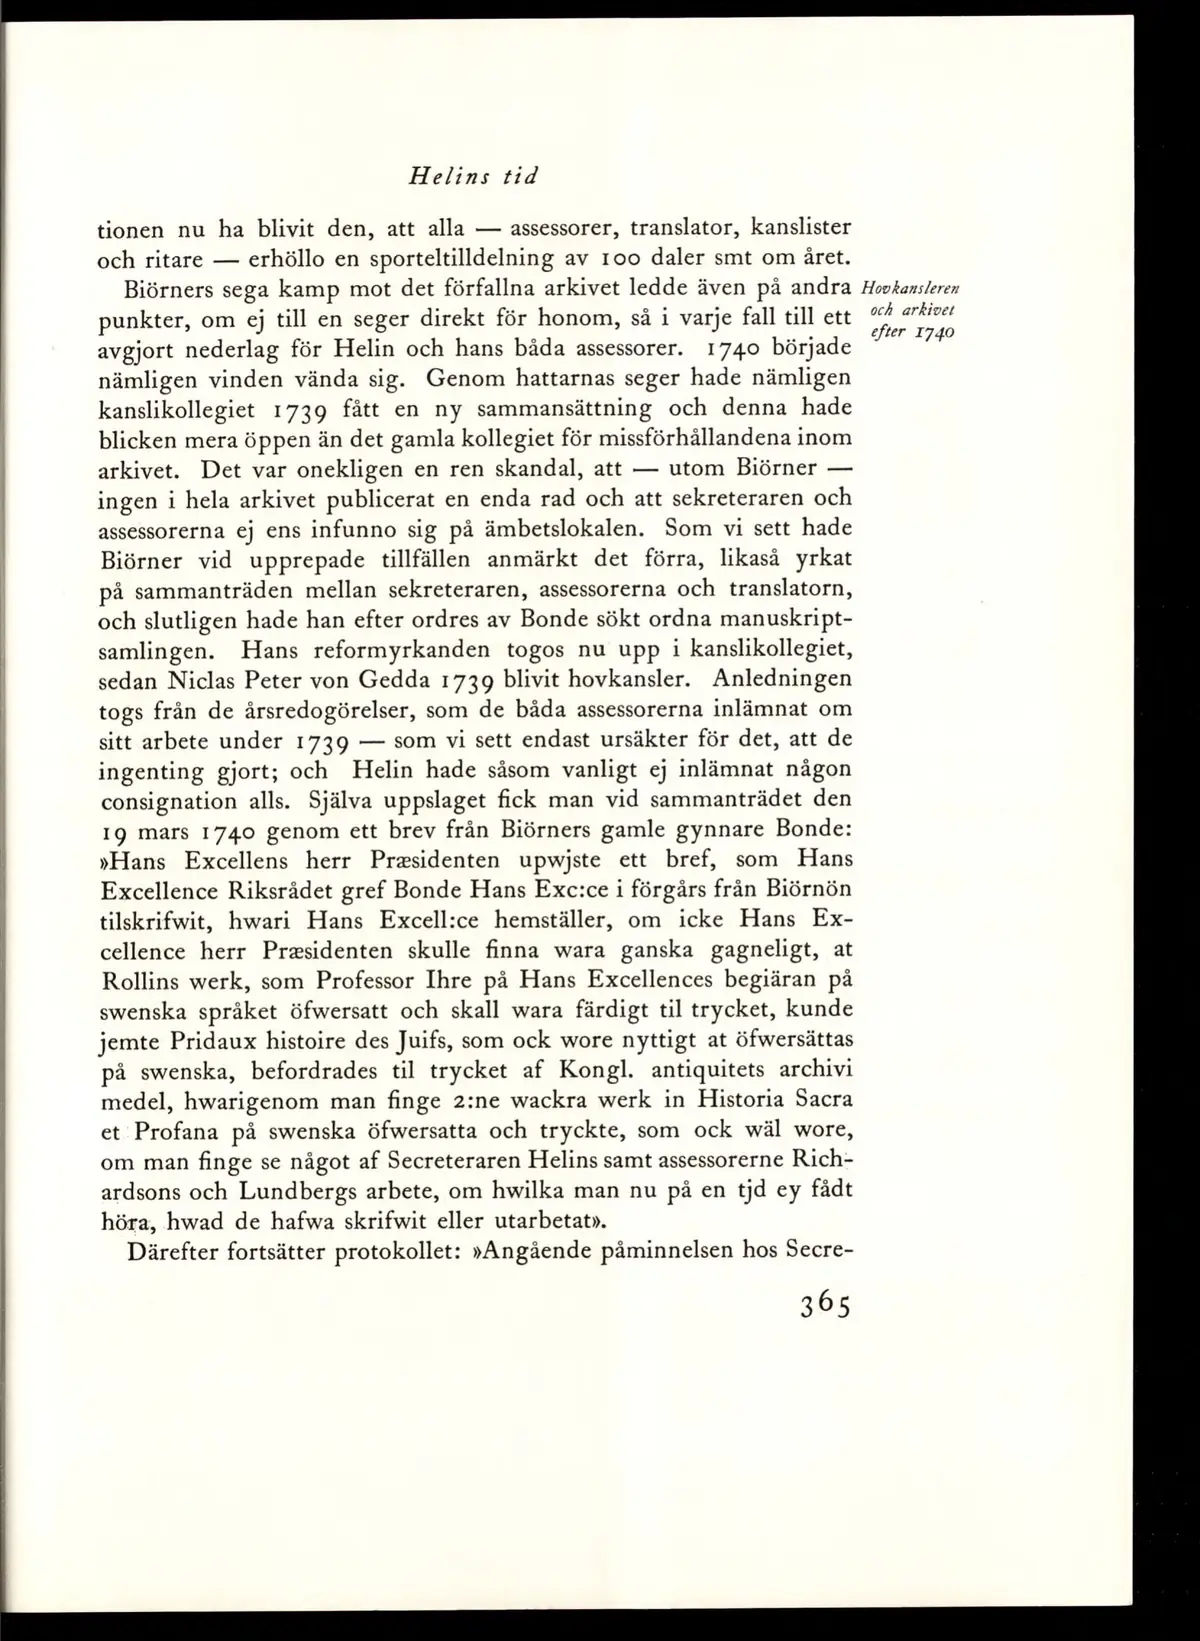 Helins tid
tionen nu ha blivit den, att alla — assessorer, translator, kanslister
och ritare — erhöllo en sporteltilldelning av 100 daler smt om året.
Biörners sega kamp mot det förfallna arkivet ledde även på andra
punkter, om ej till en seger direkt för honom, så i varje fall till ett
avgjort nederlag för Helin och hans båda assessorer. 1740 började
nämligen vinden vända sig. Genom hattarnas seger hade nämligen
kanslikollegiet 1739 fått en ny sammansättning och denna hade
blicken mera öppen än det gamla kollegiet för missförhållandena inom
arkivet. Det var onekligen en ren skandal, att — utom Biörner —
ingen i hela arkivet publicerat en enda rad och att sekreteraren och
assessorerna ej ens infunno sig på ämbetslokalen. Som vi sett hade
Biörner vid upprepade tillfällen anmärkt det förra, likaså yrkat
på sammanträden mellan sekreteraren, assessorerna och translatorn,
och slutligen hade han efter ordres av Bonde sökt ordna manuskript-
samlingen. Hans reformyrkanden togos nu upp i kanslikollegiet,
sedan Niclas Peter von Gedda 1739 blivit hovkansler. Anledningen
togs från de årsredogörelser, som de båda assessorerna inlämnat om
sitt arbete under 1739 — som vi sett endast ursäkter för det, att de
ingenting gjort; och Helin hade såsom vanligt ej inlämnat någon
consignation alls. Själva uppslaget fick man vid sammanträdet den
19 mars 1740 genom ett brev från Biörners gamle gynnare Bonde:
»Hans Excellens herr Præsidenten upwjste ett bref, som Hans
Excellence Riksrådet gref Bonde Hans Exc:ce i förgårs från Biörnön
tilskrifwit, hwari Hans Excell:ce hemställer, om icke Hans Ex-
cellence herr Præsidenten skulle finna wara ganska gagneligt, at
Rollins werk, som Professor Ihre på Hans Excellences begiäran på
swenska språket öfwersatt och skall wara färdigt til trycket, kunde
jemte Pridaux histoire des Juifs, som ock wore nyttigt at öfwersättas
på swenska, befordrades til trycket af Kongl. antiquitets archivi
medel, hwarigenom man finge 2:ne wackra werk in Historia Sacra
et Profana på swenska öfwersatta och tryckte, som ock wäl wore,
om man finge se något af Secreteraren Helins samt assessorerne Rich-
ardsons och Lundbergs arbete, om hwilka man nu på en tjd ey fådt
höra, hwad de hafwa skrifwit eller utarbetat».
Därefter fortsätter protokollet: »Angående påminnelsen hos Secre-
Hovkansleren
och arkivet
efter 1740
365